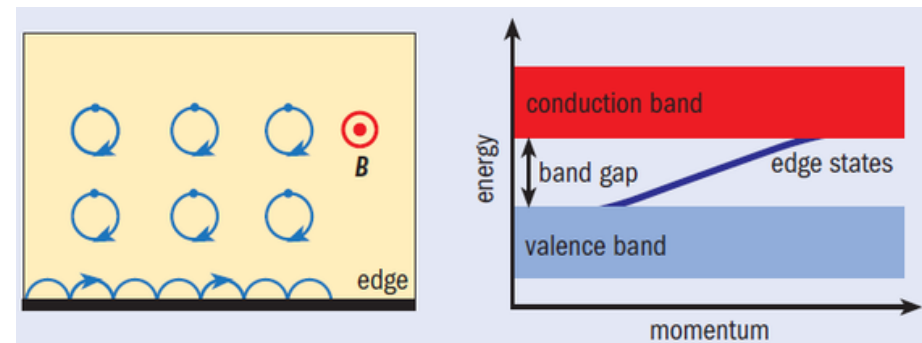 B
edge
energy
conduction band
band gap
edge states
valence band
momentum